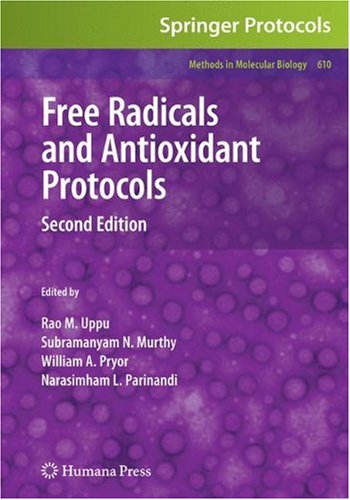 Springer Protocols
Methods in Molecular Biology 610
Free Radicals
and Antioxidant
Protocols
Second Edition
Edited by
Rao M. Uppu
Subramanyam N. Murthy
William A. Pryor
Narasimham L. Parinandi
Humana Press